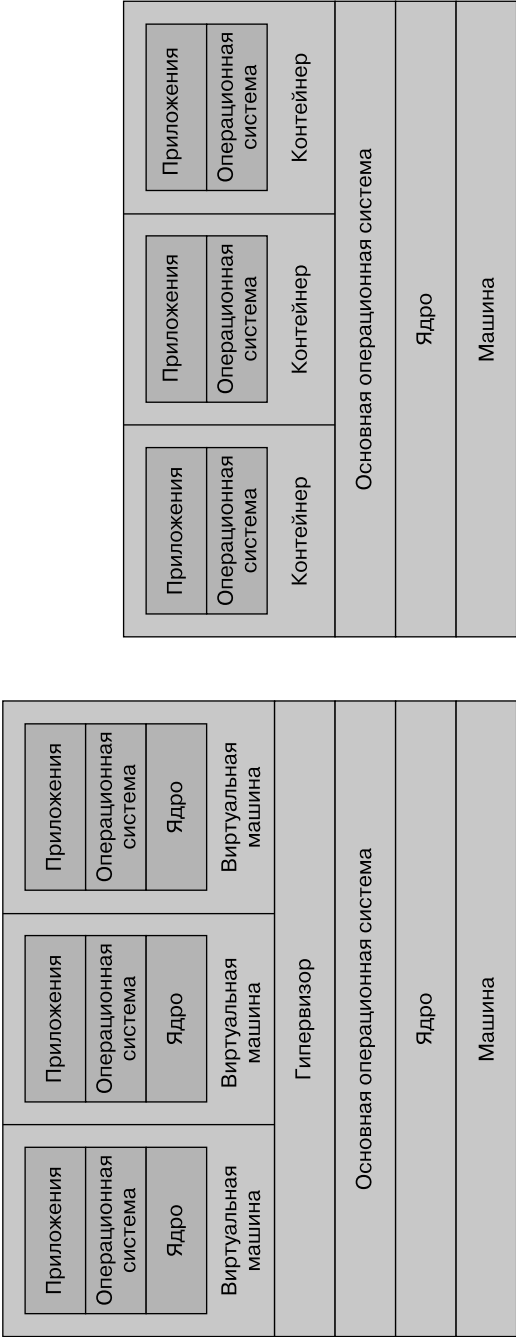 Приложения
Операционная
система
Ядро
Виртуальная
машина
Приложения
Операционная
система
Ядро
Виртуальная
машина
Приложения
Операционная
система
Ядро
Виртуальная
машина
Гипервизор
Основная операционная система
Ядро
Машина
Приложения
Операционная
система
Контейнер
Приложения
Операционная
система
Контейнер
Приложения
Операционная
система
Контейнер
Основная операционная система
Ядро
Машина